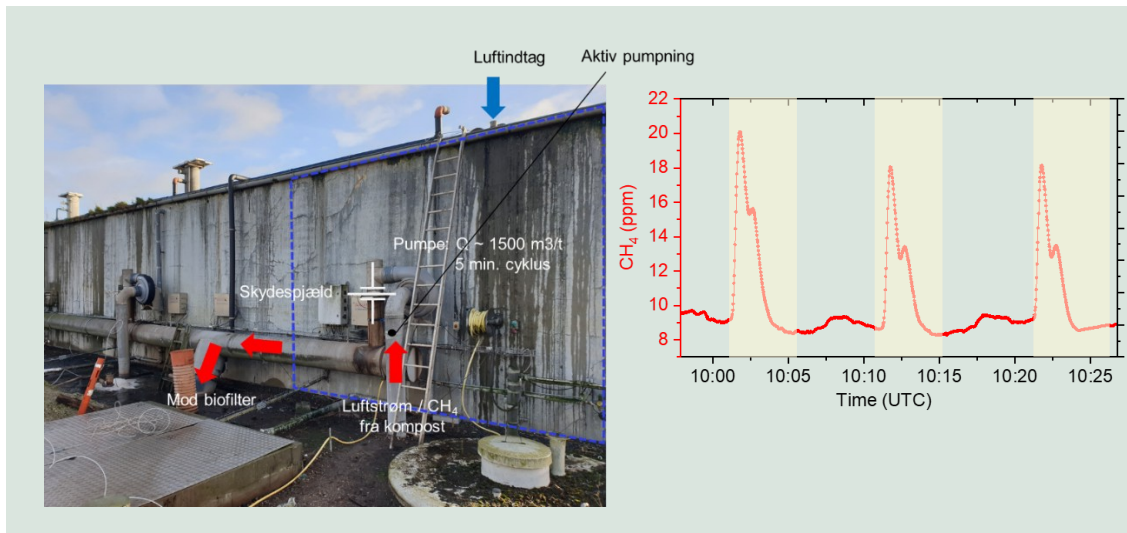 Luftindtag
Aktiv pumpning
Pumpe: Q ~ 1500 m3/t
5 min. cyklus
Skydespjæld
Mod biofilter
Luftstrøm / CH₄
fra kompost
22
20
18
16
14
12
10
8
CH₄ (ppm)
10:00 10:05 10:10 10:15 10:20 10:25
Time (UTC)